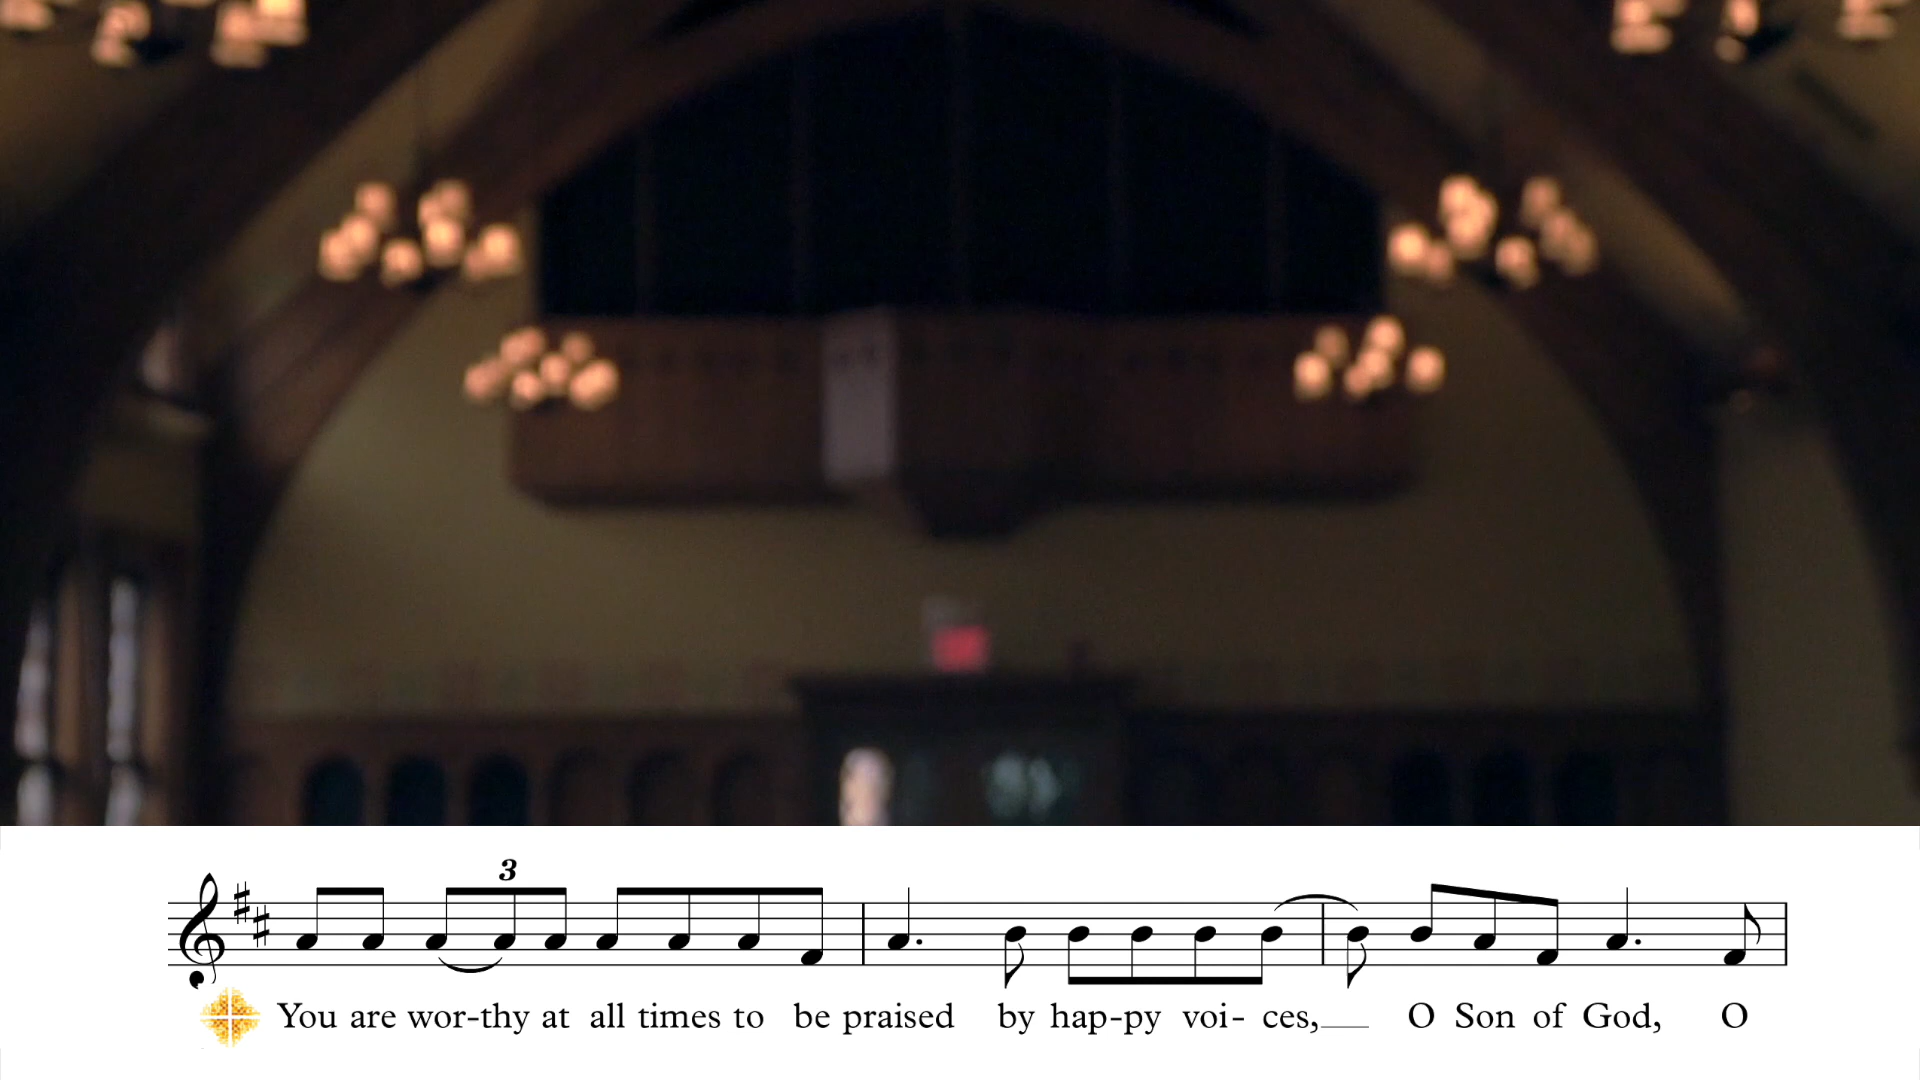 3
You are wor-thy at all times to be praised by hap-py voi- ces, O Son of God, O